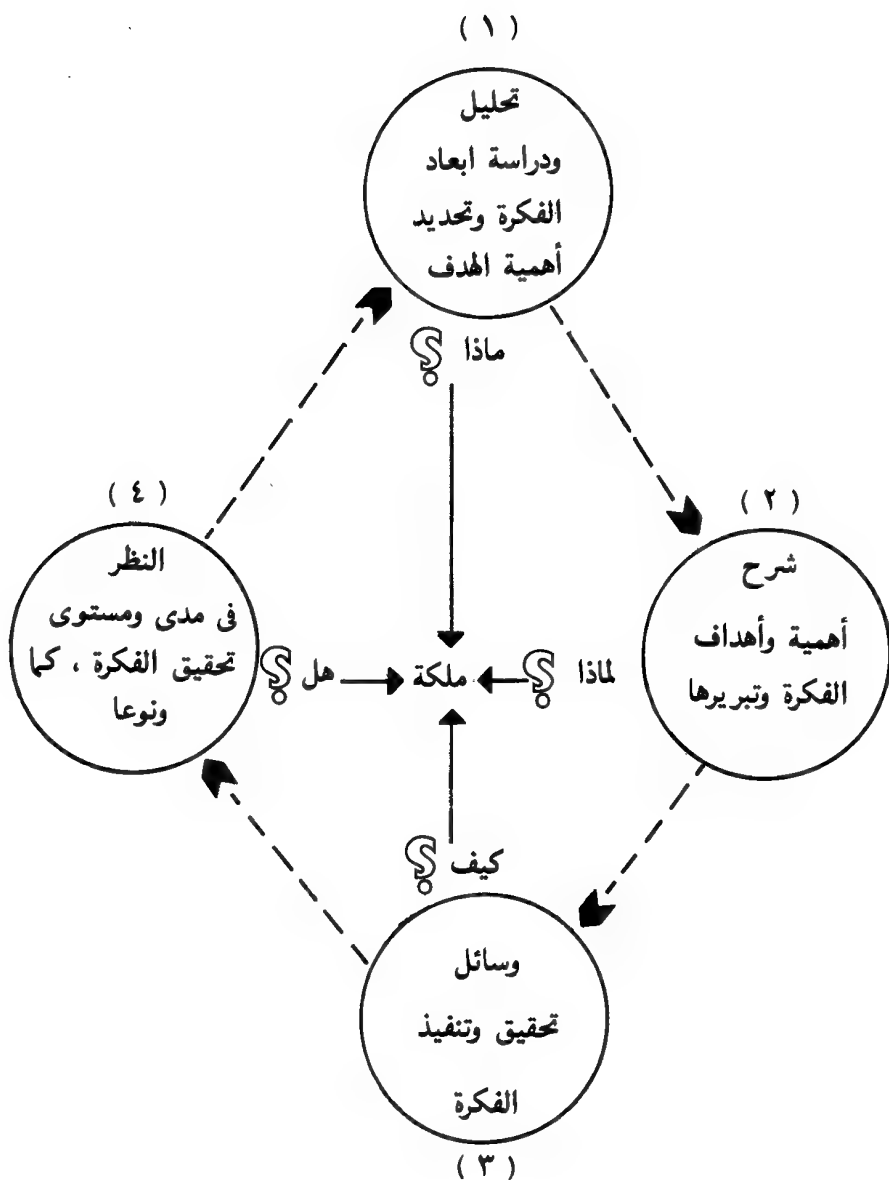 ( ١ )
تحليل
ودراسة ابعاد
الفكرة وتحديد
أهمية الهدف
ماذا ؟
( ٢ )
شرح
أهمية وأهداف
الفكرة وتبريرها
لماذا ؟
( ٤ )
النظر
فى مدى ومستوى
تحقيق الفكرة ، كما
ونوعا
هل ؟
ملكة
كيف ؟
وسائل
تحقيق وتنفيذ
الفكرة
( ٣ )